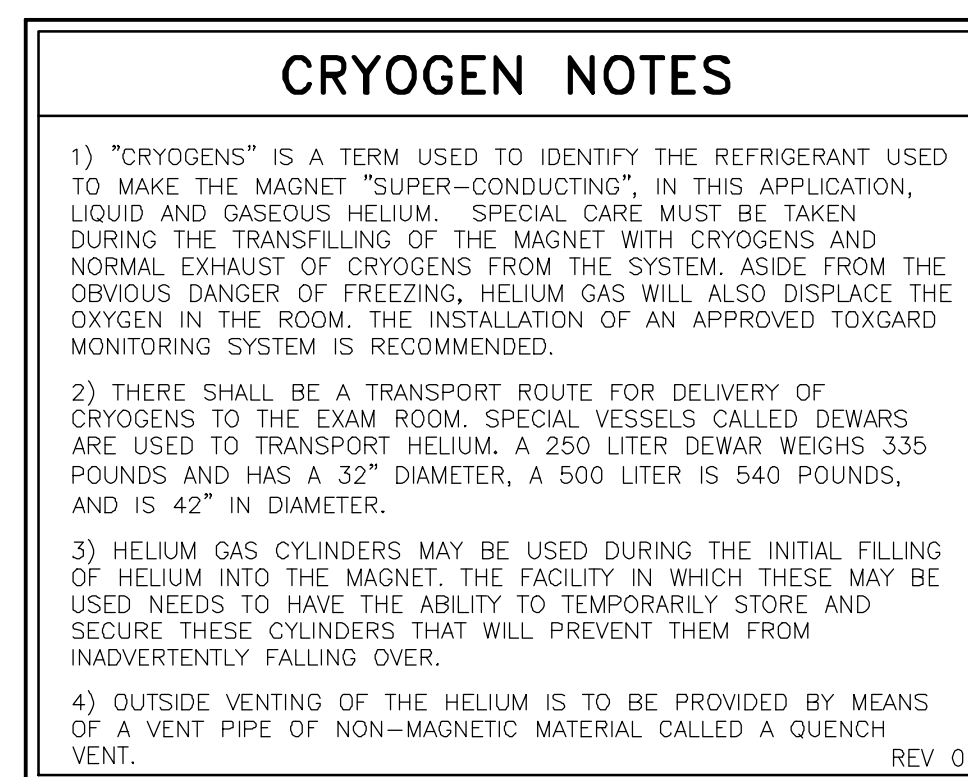 CRYOGEN NOTES
1) "CRYOGENS" IS A TERM USED TO IDENTIFY THE REFRIGERANT USED
TO MAKE THE MAGNET "SUPER-CONDUCTING", IN THIS APPLICATION,
LIQUID AND GASEOUS HELIUM. SPECIAL CARE MUST BE TAKEN
DURING THE TRANSFILLING OF THE MAGNET WITH CRYOGENS AND
NORMAL EXHAUST OF CRYOGENS FROM THE SYSTEM. ASIDE FROM THE
OBVIOUS DANGER OF FREEZING, HELIUM GAS WILL ALSO DISPLACE THE
OXYGEN IN THE ROOM. THE INSTALLATION OF AN APPROVED TOXGARD
MONITORING SYSTEM IS RECOMMENDED.
2) THERE SHALL BE A TRANSPORT ROUTE FOR DELIVERY OF
CRYOGENS TO THE EXAM ROOM. SPECIAL VESSELS CALLED DEWARS
ARE USED TO TRANSPORT HELIUM. A 250 LITER DEWAR WEIGHS 335
POUNDS AND HAS A 32" DIAMETER, A 500 LITER IS 540 POUNDS,
AND IS 42" IN DIAMETER.
3) HELIUM GAS CYLINDERS MAY BE USED DURING THE INITIAL FILLING
OF HELIUM INTO THE MAGNET. THE FACILITY IN WHICH THESE MAY BE
USED NEEDS TO HAVE THE ABILITY TO TEMPORARILY STORE AND
SECURE THESE CYLINDERS THAT WILL PREVENT THEM FROM
INADVERTENTLY FALLING OVER.
4) OUTSIDE VENTING OF THE HELIUM IS TO BE PROVIDED BY MEANS
OF A VENT PIPE OF NON-MAGNETIC MATERIAL CALLED A QUENCH
VENT.
REV 0